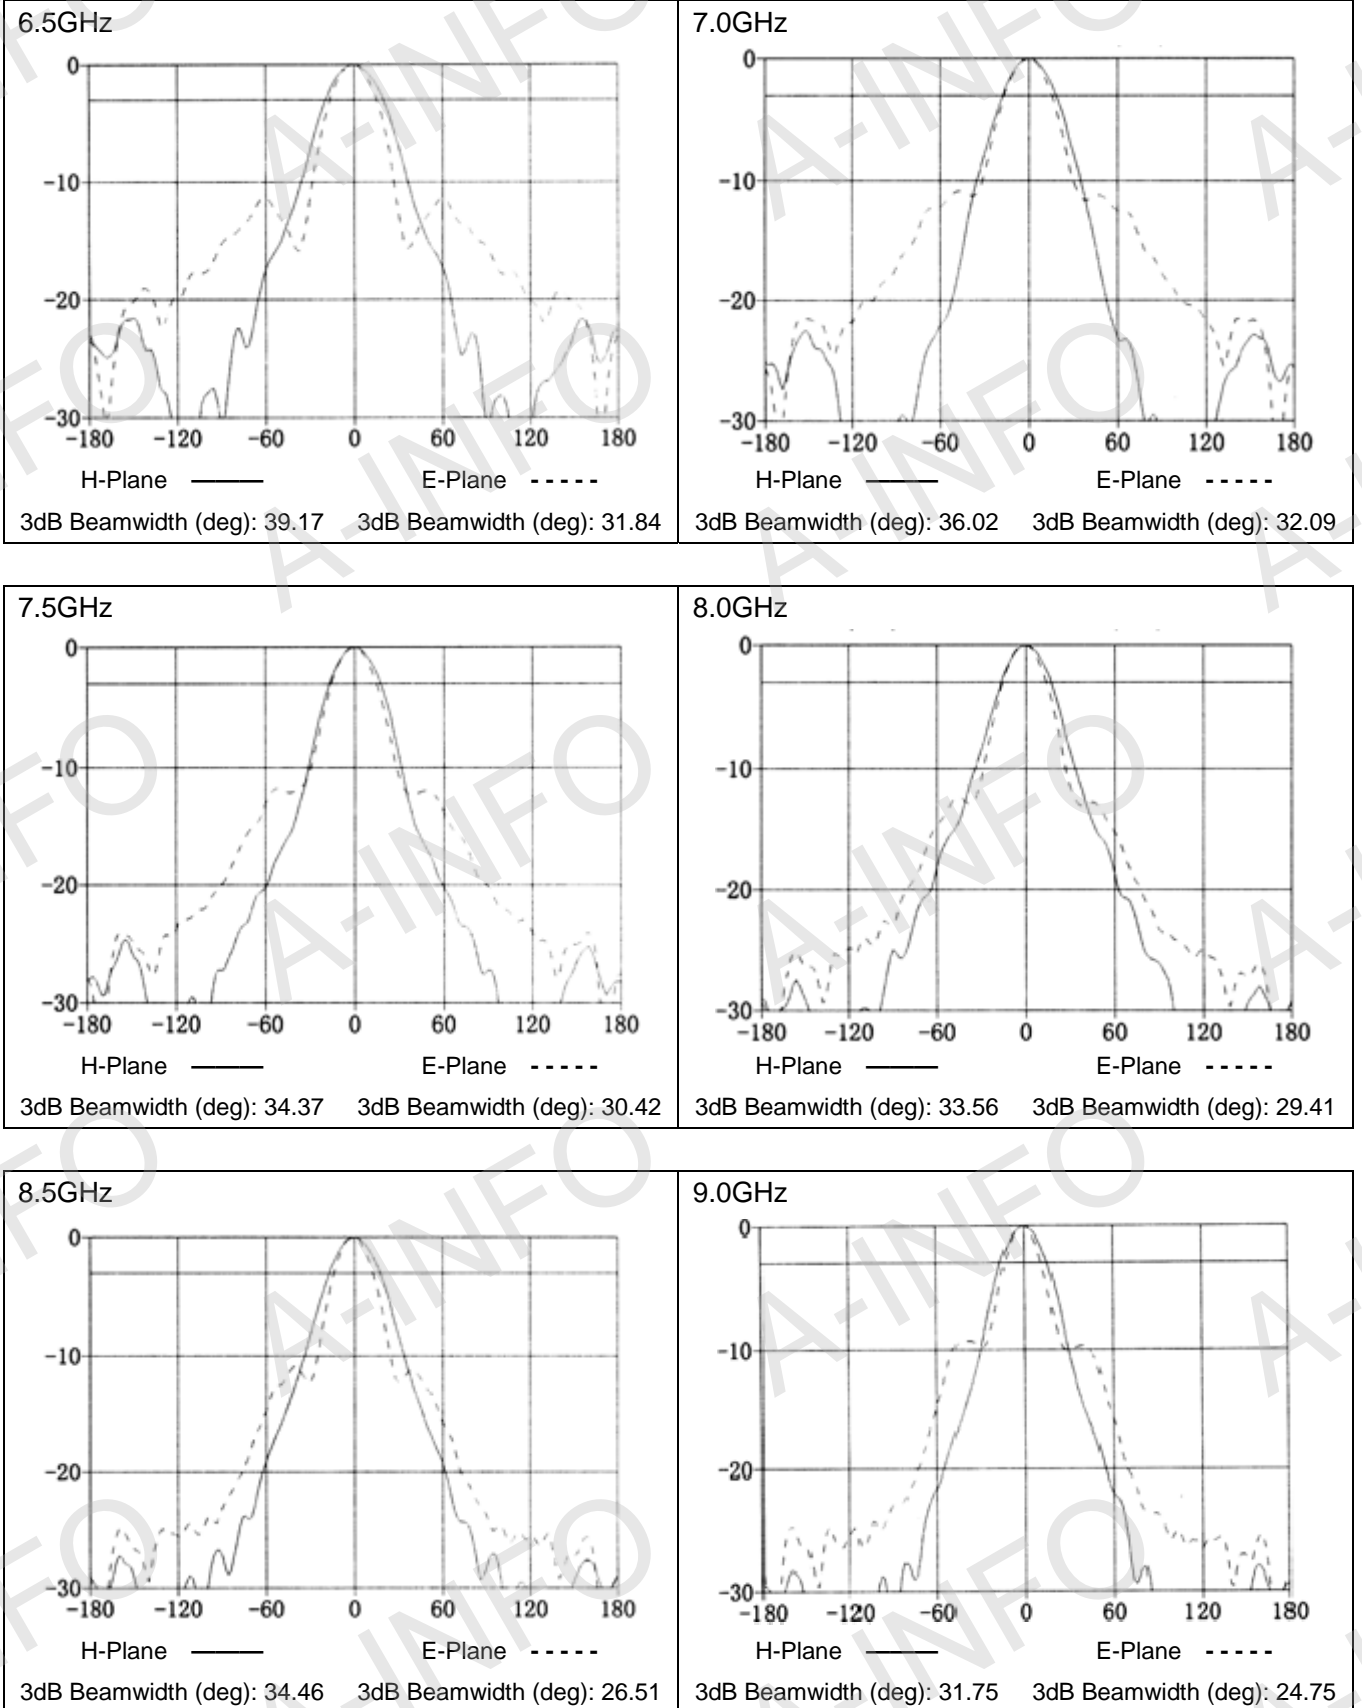 6.5GHz
0
-10
-20
-30
-180 -120 -60 0 60 120 180
H-Plane E-Plane
3dB Beamwidth (deg): 39.17 3dB Beamwidth (deg): 31.84
7.0GHz
0
-10
-20
-30
-180 -120 -60 0 60 120 180
H-Plane E-Plane
3dB Beamwidth (deg): 36.02 3dB Beamwidth (deg): 32.09
7.5GHz
0
-10
-20
-30
-180 -120 -60 0 60 120 180
H-Plane E-Plane
3dB Beamwidth (deg): 34.37 3dB Beamwidth (deg): 30.42
8.0GHz
0
-10
-20
-30
-180 -120 -60 0 60 120 180
H-Plane E-Plane
3dB Beamwidth (deg): 33.56 3dB Beamwidth (deg): 29.41
8.5GHz
0
-10
-20
-30
-180 -120 -60 0 60 120 180
H-Plane E-Plane
3dB Beamwidth (deg): 34.46 3dB Beamwidth (deg): 26.51
9.0GHz
0
-10
-20
-30
-180 -120 -60 0 60 120 180
H-Plane E-Plane
3dB Beamwidth (deg): 31.75 3dB Beamwidth (deg): 24.75
A-INFO
A-INFO
A-INFO
A-INFO
A-INFO
A-INFO
A-INFO
A-INFO